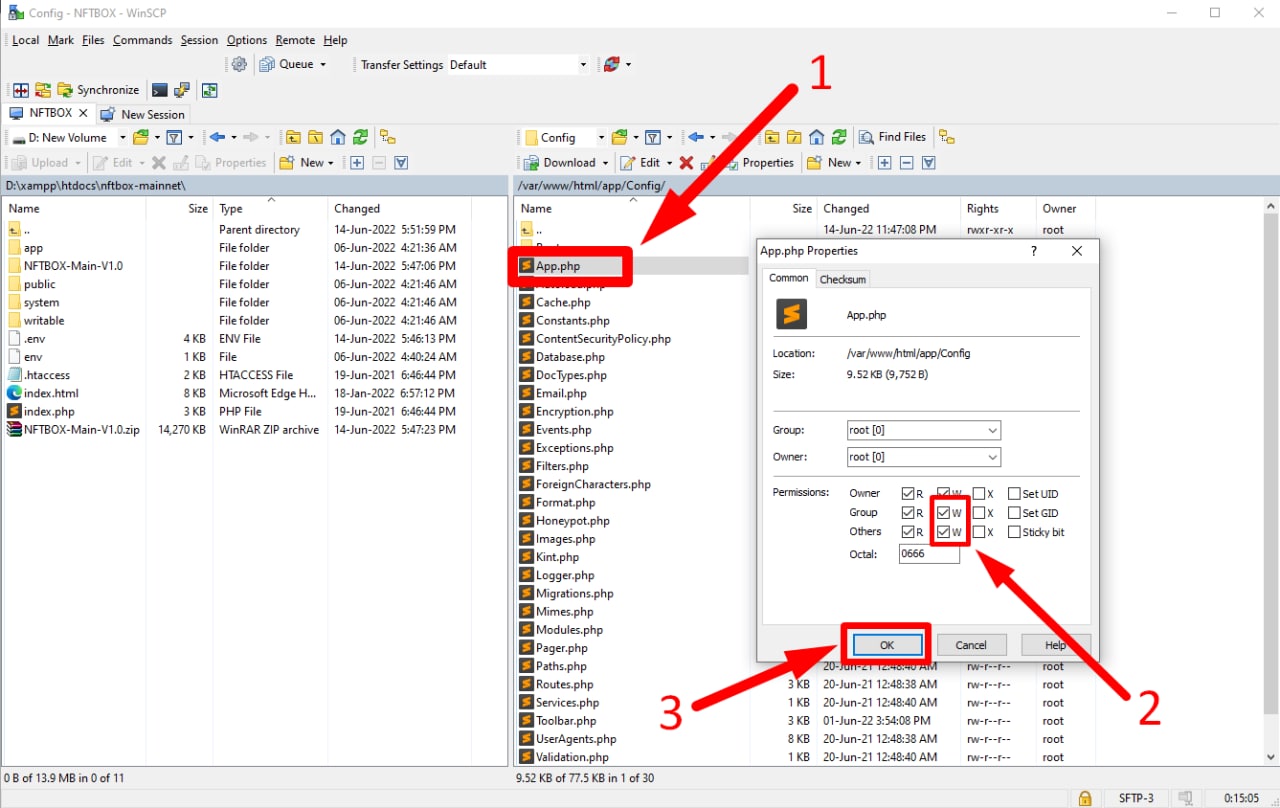 Config - NFTBOX - WinSCP
Local Mark Files Commands Session Options Remote Help
Queue Transfer Settings Default
Synchronize
NFTBOX New Session
D: New Volume Config Find Files
Upload Edit Properties New Download Edit Properties New
D:\xampp\htdocs\nftbox-mainnet\ /var/www/html/app/Config/
Name Size Type Changed
.. Parent directory 14-Jun-2022 5:51:59 PM
app File folder 06-Jun-2022 4:21:36 AM
NFTBOX-Main-V1.0 File folder 14-Jun-2022 5:47:06 PM
public File folder 06-Jun-2022 4:21:46 AM
system File folder 06-Jun-2022 4:21:46 AM
writable File folder 06-Jun-2022 4:21:46 AM
.env 4 KB ENV File 14-Jun-2022 5:46:13 PM
env 1 KB File 06-Jun-2022 4:40:24 AM
.htaccess 2 KB HTACCESS File 19-Jun-2021 6:46:44 PM
index.html 8 KB Microsoft Edge H... 18-Jan-2022 6:57:12 PM
index.php 3 KB PHP File 19-Jun-2021 6:46:44 PM
NFTBOX-Main-V1.0.zip 14,270 KB WinRAR ZIP archive 14-Jun-2022 5:47:23 PM
Name Size Changed Rights Owner
.. 14-Jun-22 11:47:08 PM rwxr-xr-x root
App.php
Cache.php
Constants.php
ContentSecurityPolicy.php
Database.php
DocTypes.php
Email.php
Encryption.php
Events.php
Exceptions.php
Filters.php
ForeignCharacters.php
Format.php
Honeypot.php
Images.php
Kint.php
Logger.php
Migrations.php
Mimes.php
Modules.php
Pager.php
Paths.php 20-Jun-21 12:48:40 AM rw-r--r-- root
Routes.php 3 KB 20-Jun-21 12:48:38 AM rw-r--r-- root
Services.php 1 KB 20-Jun-21 12:48:40 AM rw-r--r-- root
Toolbar.php 3 KB 01-Jun-22 3:54:08 PM rw-r--r-- root
UserAgents.php 8 KB 20-Jun-21 12:48:40 AM rw-r--r-- root
Validation.php 1 KB 20-Jun-21 12:48:40 AM rw-r--r-- root
App.php Properties ?
Common Checksum
App.php
Location: /var/www/html/app/Config
Size: 9.52 KB (9,752 B)
Group: root [0]
Owner: root [0]
Permissions: Owner R W X Set UID
Group R W X Set GID
Others R W X Sticky bit
Octal: 0666
OK Cancel Help
1
2
3
0 B of 13.9 MB in 0 of 11 9.52 KB of 77.5 KB in 1 of 30
SFTP-3 0:15:05